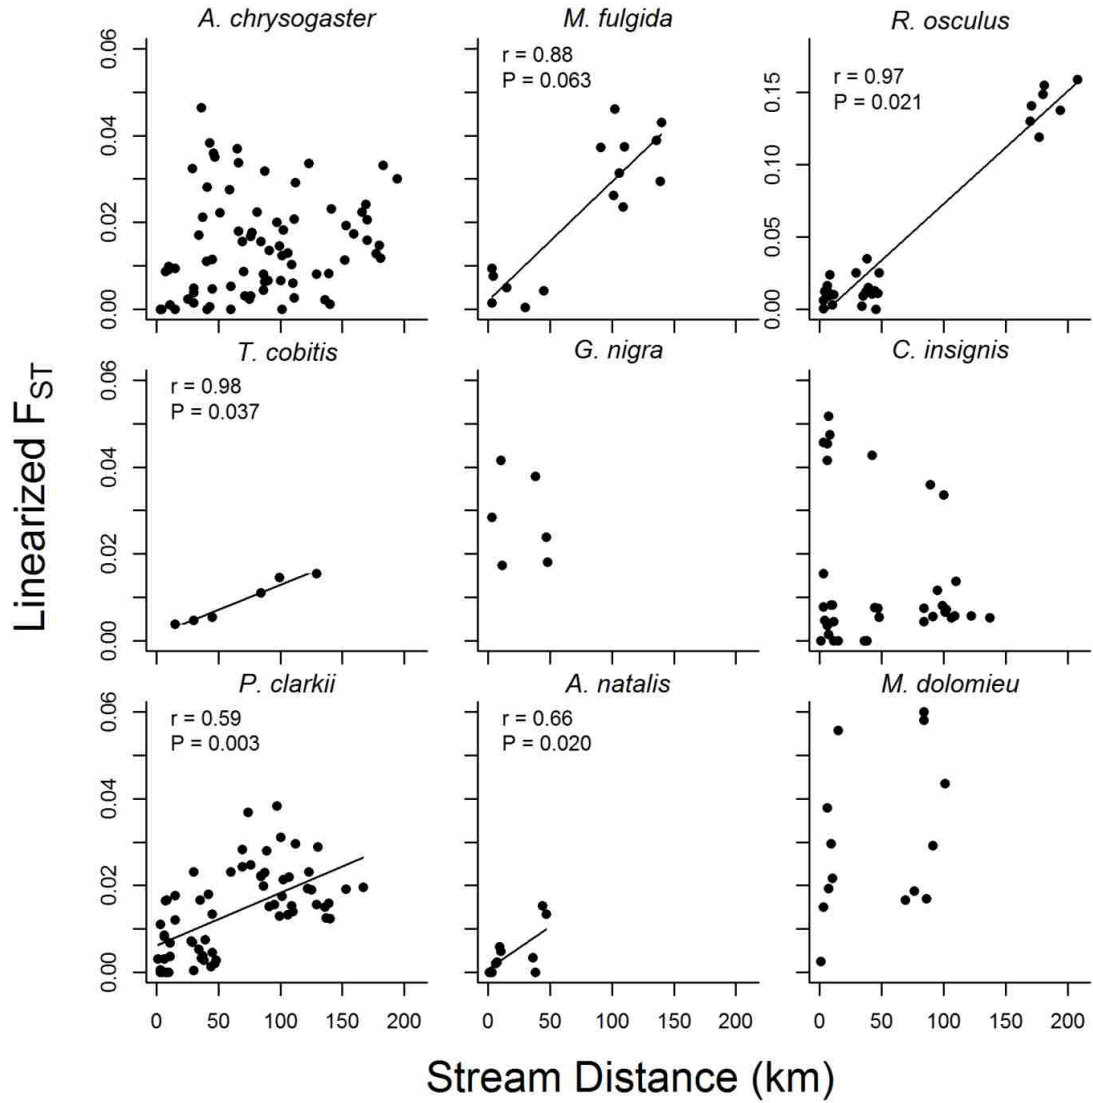 A. chrysogaster
M. fulgida
R. osculus
0.00 0.02 0.04 0.06
r = 0.88
P = 0.063
0.00 0.05 0.10 0.15
r = 0.97
P = 0.021
T. cobitis
G. nigra
C. insignis
0.00 0.02 0.04 0.06
r = 0.98
P = 0.037
Linearized FST
P. clarkii
A. natalis
M. dolomieu
0.00 0.02 0.04 0.06
r = 0.59
P = 0.003
r = 0.66
P = 0.020
0 50 100 150 200
0 50 100 150 200
0 50 100 150 200
Stream Distance (km)